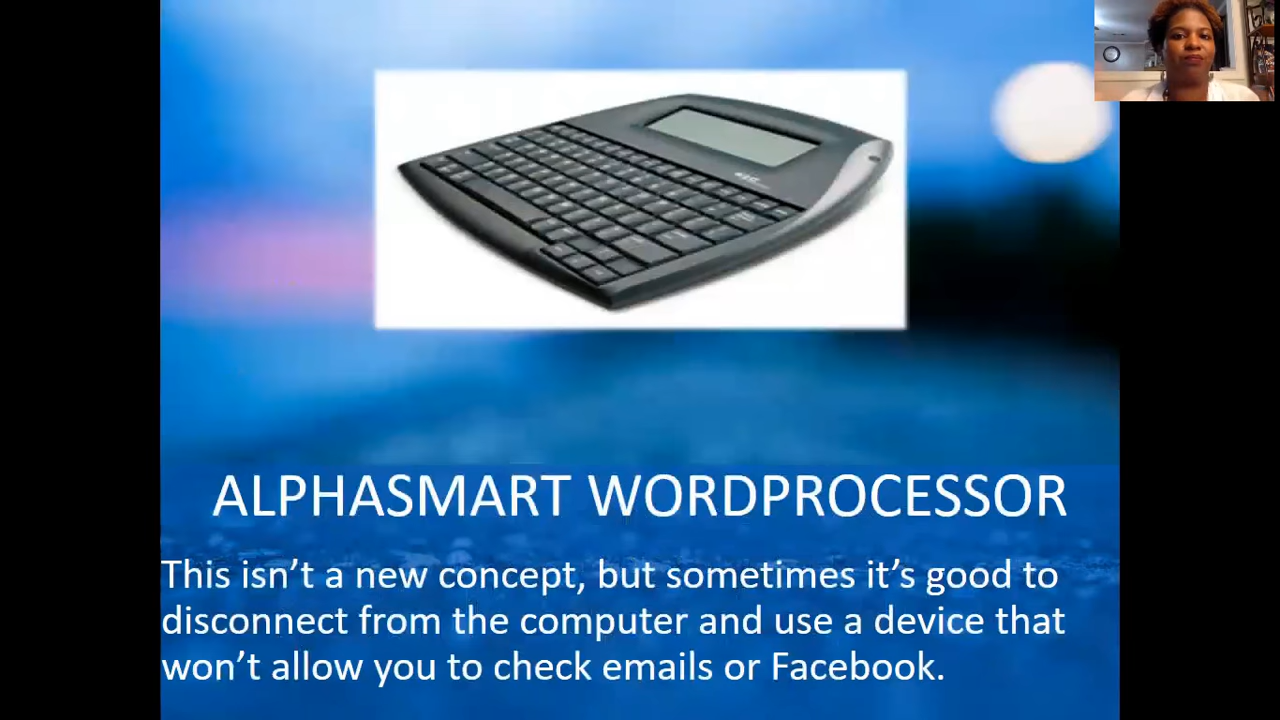 ALPHASMART WORDPROCESSOR
This isn’t a new concept, but sometimes it’s good to
disconnect from the computer and use a device that
won’t allow you to check emails or Facebook.